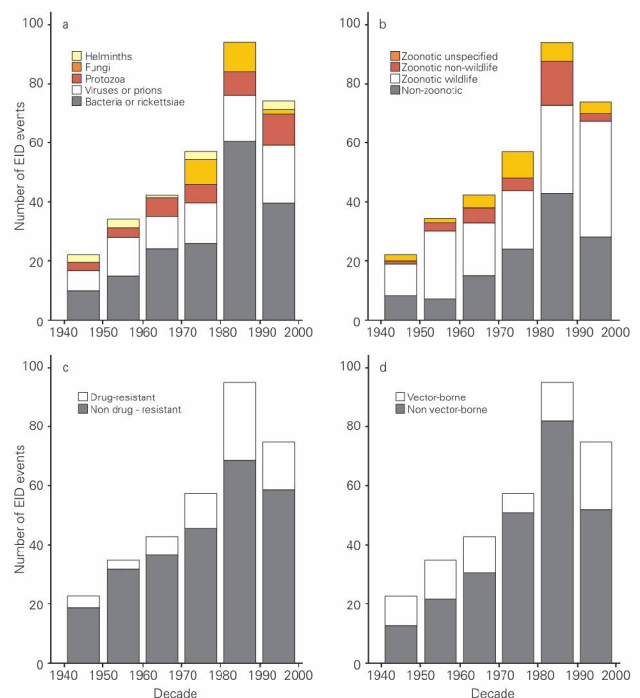 a
Helminths
Fungi
Protozoa
Viruses or prions
Bacteria or rickettsiae
Number of EID events
100
80
60
40
20
0
1940 1950 1960 1970 1980 1990 2000
b
Zoonotic unspecified
Zoonotic non-wildlife
Zoonotic wildlife
Non-zoonotic
100
80
60
40
20
0
1940 1950 1960 1970 1980 1990 2000
c
Drug-resistant
Non drug - resistant
Number of EID events
100
80
60
40
20
0
1940 1950 1960 1970 1980 1990 2000
Decade
d
Vector-borne
Non vector-borne
100
80
60
40
20
0
1940 1950 1960 1970 1980 1990 2000
Decade